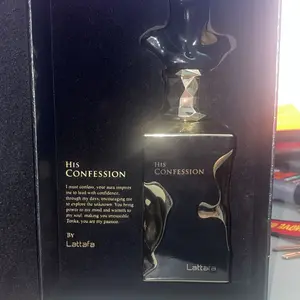 HIS
CONFESSION
I must confess, your aura inspires
me to lead with confidence,
through my days, encouraging me
to explore the unknown. You bring
power to my mind and warmth to
my soul, making you irresistible
Tonka, you are my passion.
BY
Lattafa
HIS
CONFESSION
Lattafa